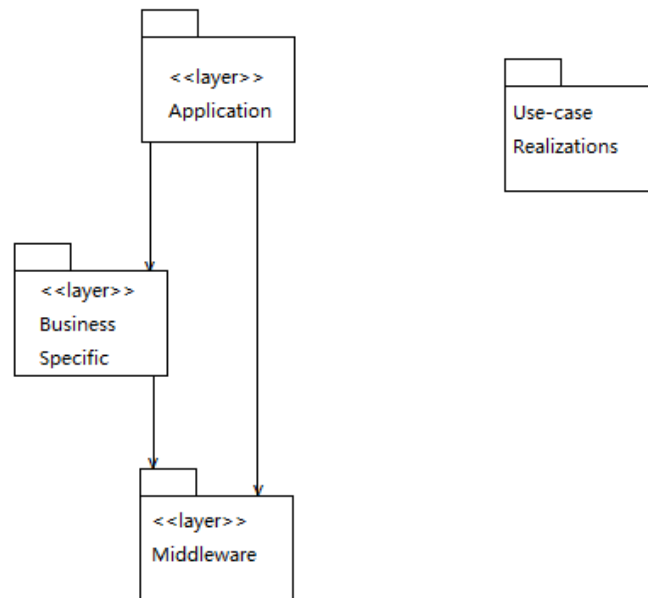 <<layer>>
Application
Use-case
Realizations
<<layer>>
Business
Specific
<<layer>>
Middleware